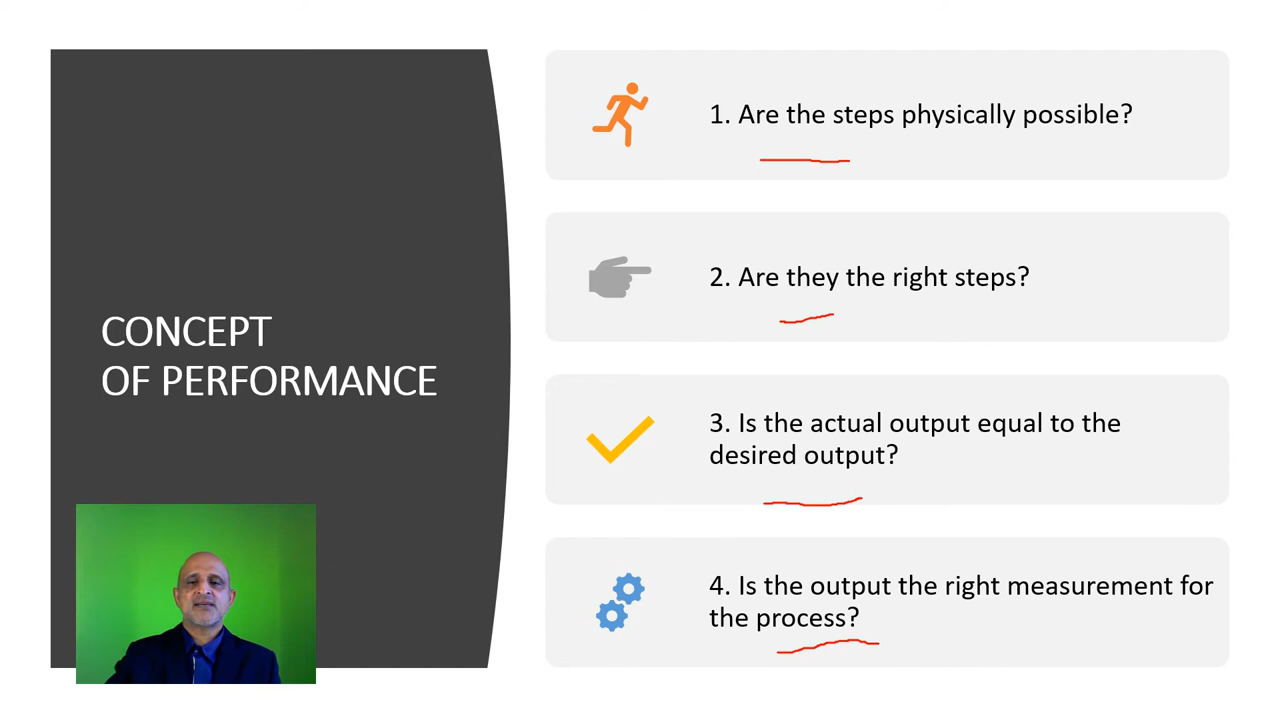 CONCEPT
OF PERFORMANCE
1. Are the steps physically possible?
2. Are they the right steps?
3. Is the actual output equal to the
desired output?
4. Is the output the right measurement for
the process?